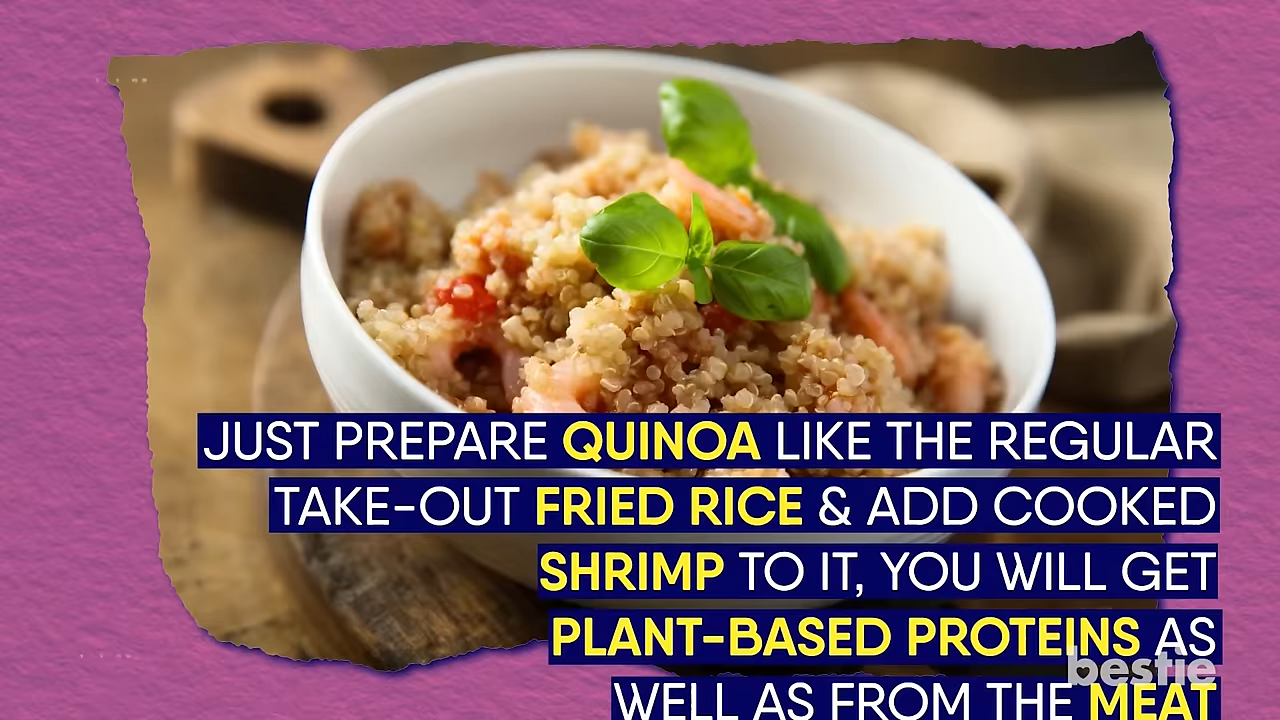 JUST PREPARE QUINOA LIKE THE REGULAR
TAKE-OUT FRIED RICE & ADD COOKED
SHRIMP TO IT, YOU WILL GET
PLANT-BASED PROTEINS AS
bestie
WELL AS FROM THE MEAT